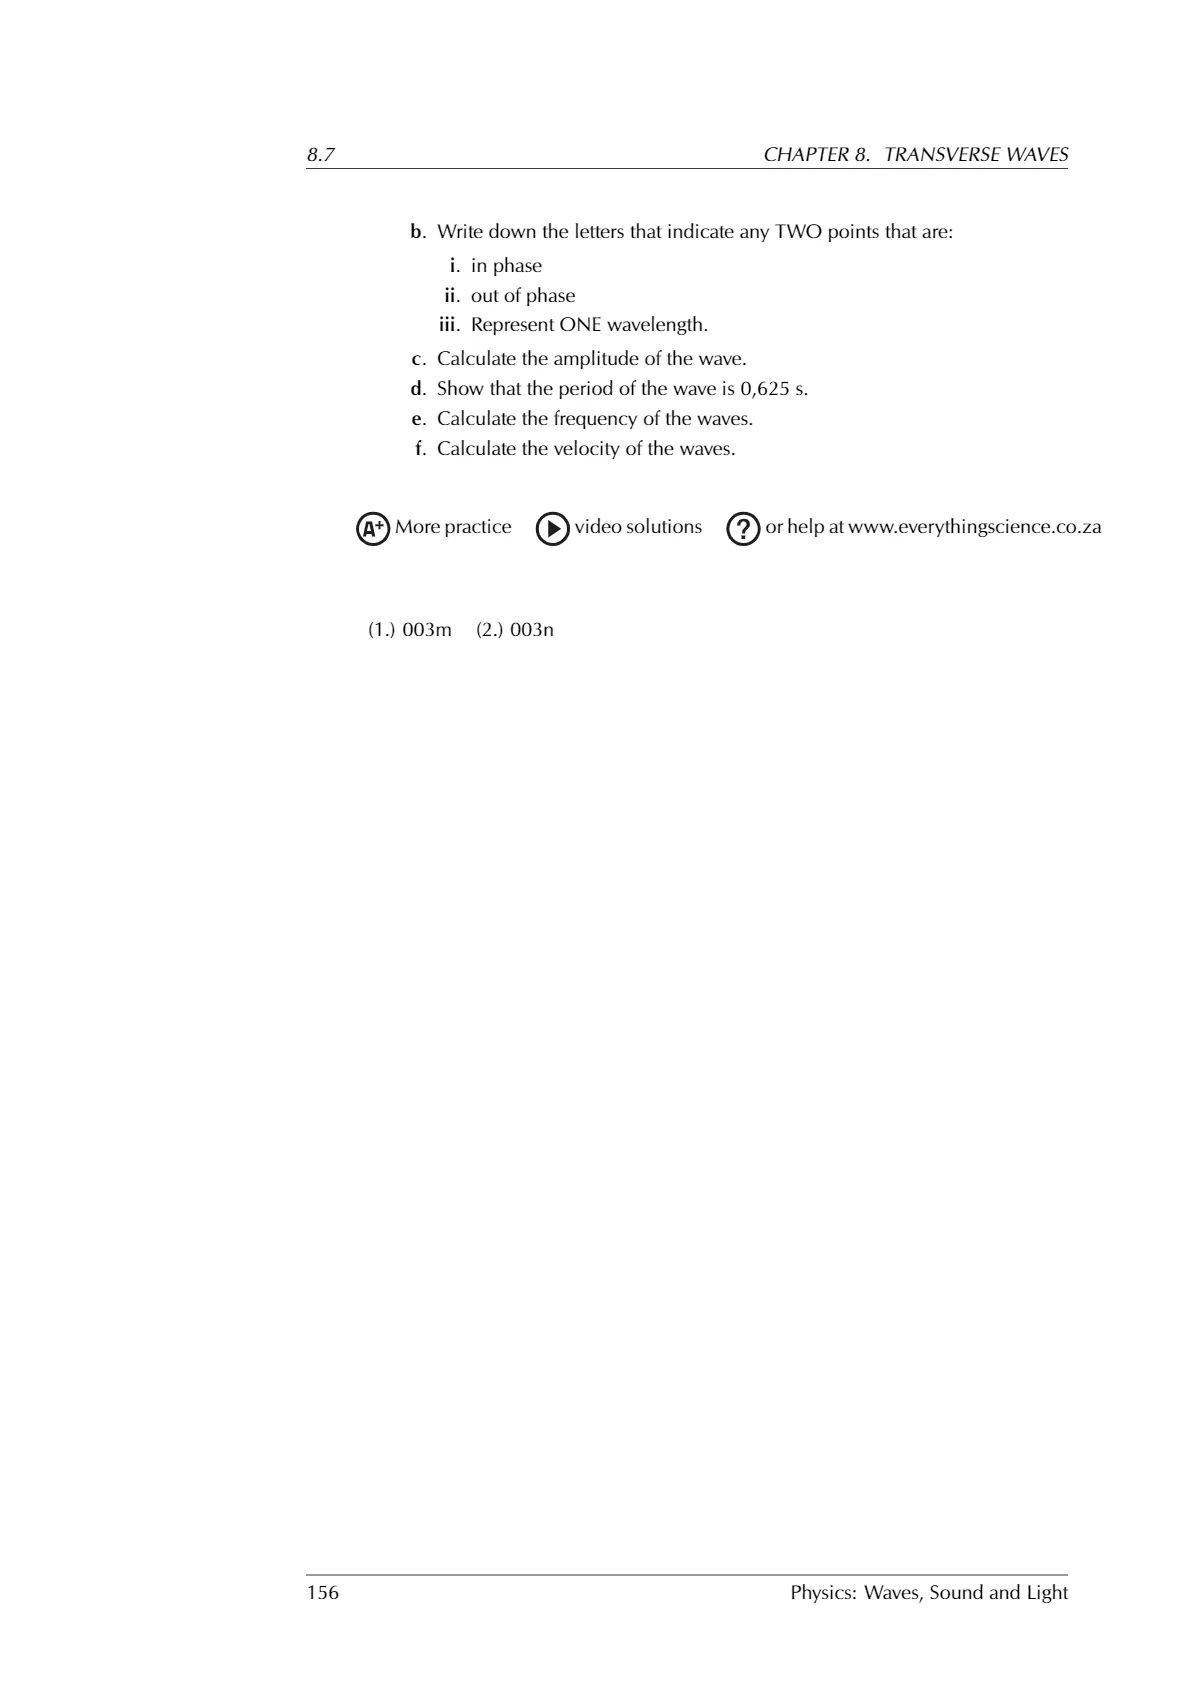 8.7 CHAPTER 8. TRANSVERSE WAVES
b. Write down the letters that indicate any TWO points that are:
i. in phase
ii. out of phase
iii. Represent ONE wavelength.
c. Calculate the amplitude of the wave.
d. Show that the period of the wave is 0,625 s.
e. Calculate the frequency of the waves.
f. Calculate the velocity of the waves.
A+ More practice video solutions ? or help at www.everythingscience.co.za
(1.) 003m (2.) 003n
156 Physics: Waves, Sound and Light